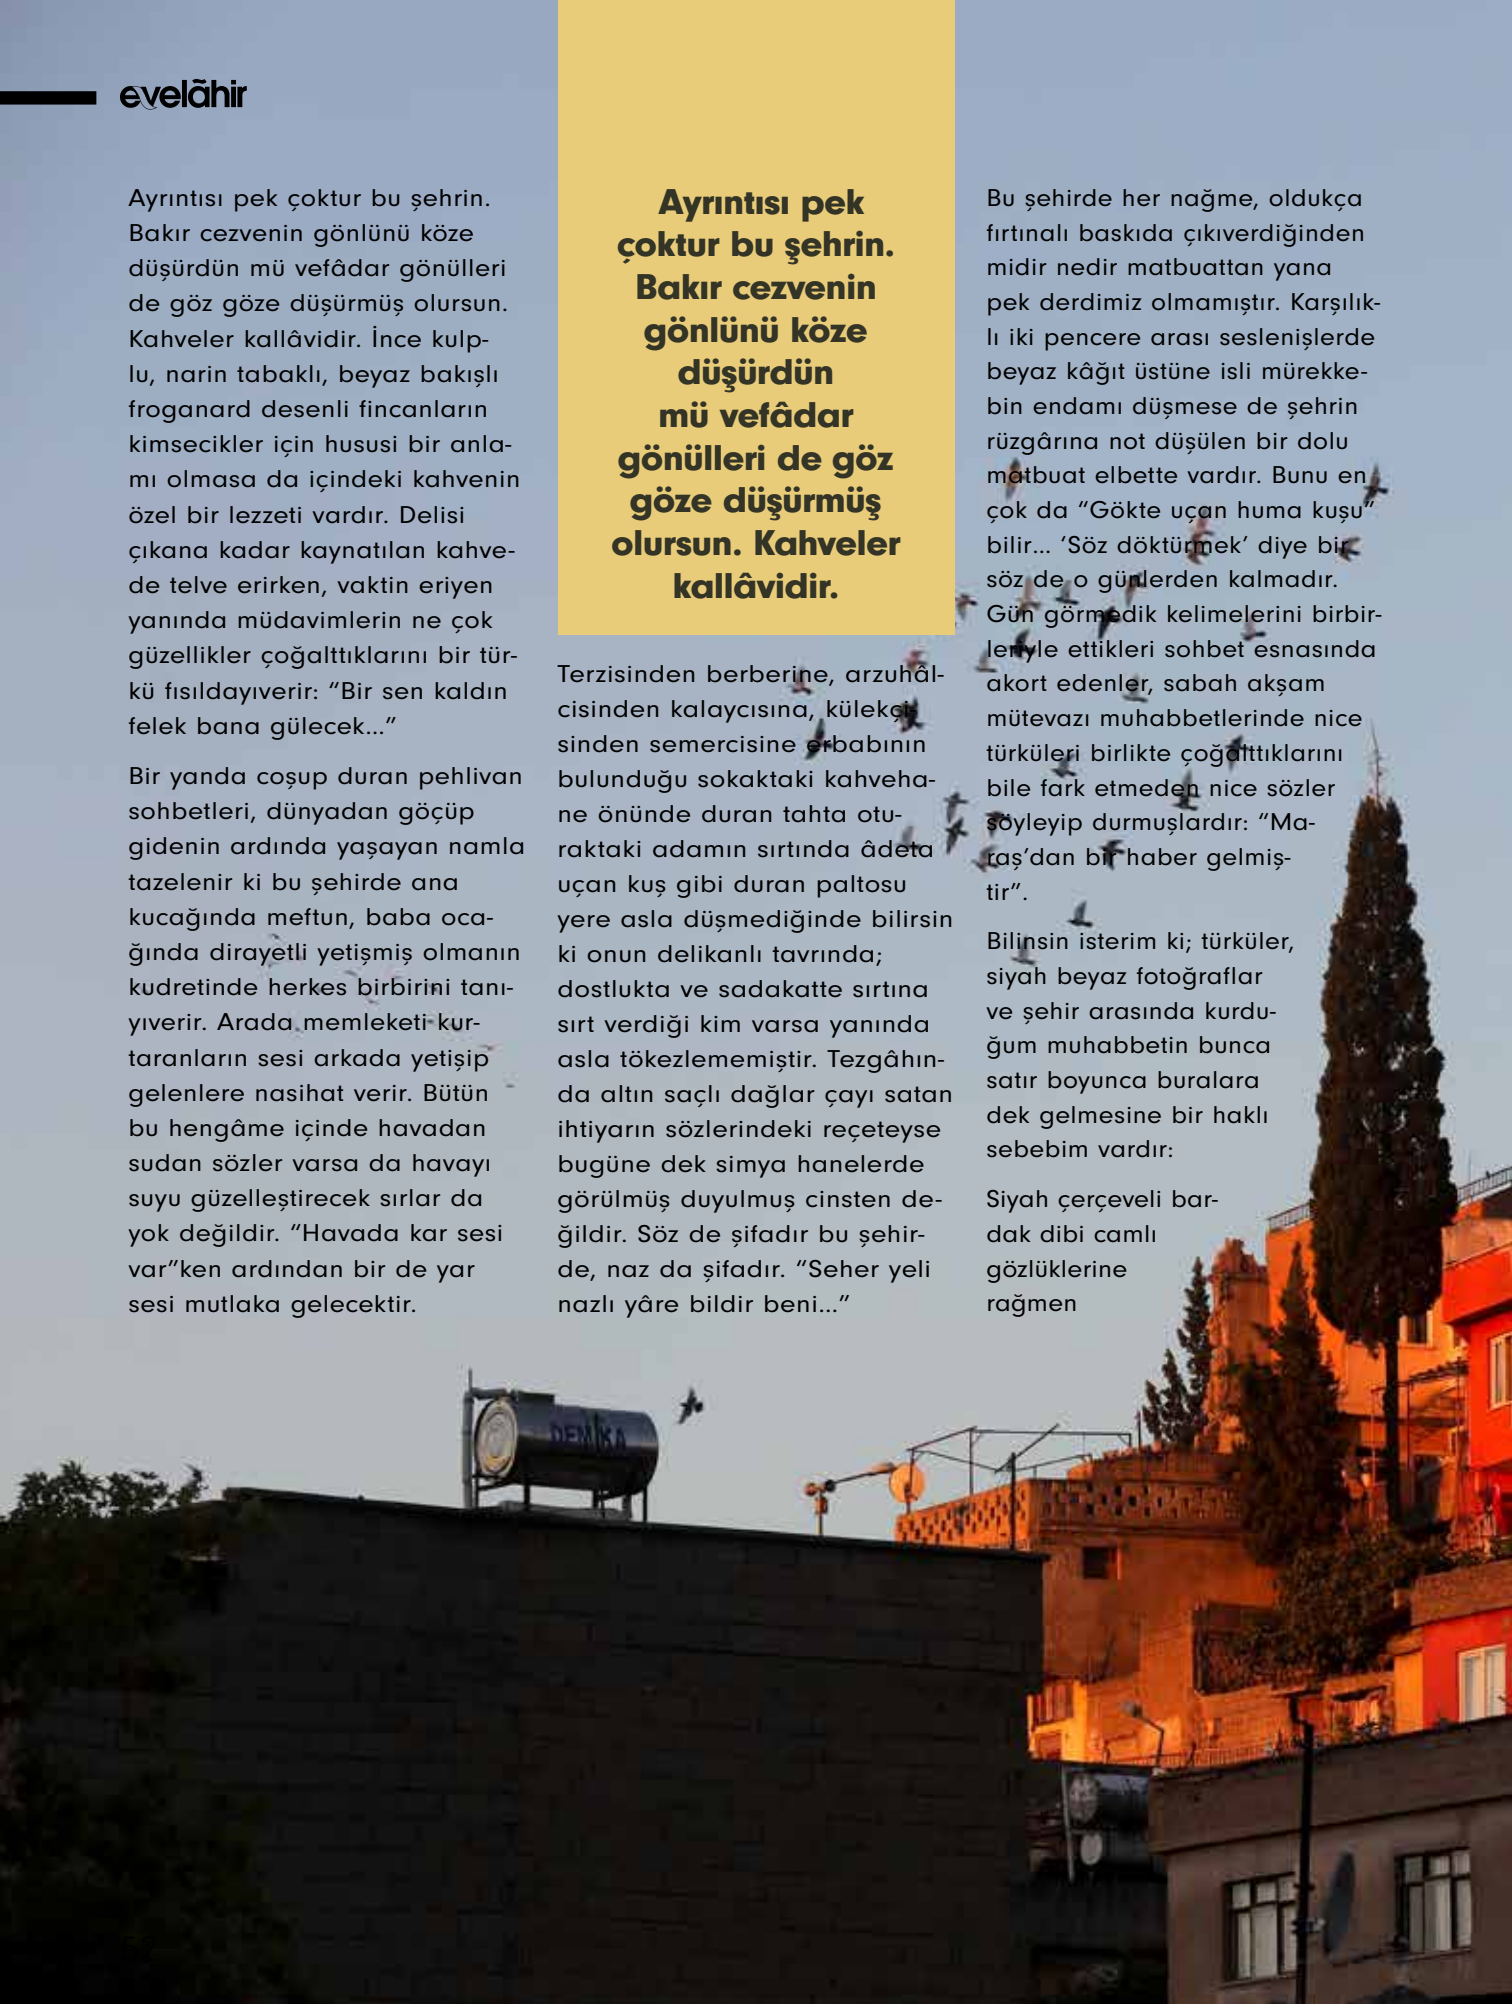 evelãhir
Ayrıntısı pek çoktur bu şehrin.
Bakır cezvenin gönlünü köze
düşürdün mü vefâdar gönülleri
de göz göze düşürmüş olursun.
Kahveler kallâvidir. İnce kulp-
lu, narin tabaklı, beyaz bakışlı
froganard desenli fincanların
kimsecikler için hususi bir anla-
mı olmasa da içindeki kahvenin
özel bir lezzeti vardır. Delisi
çıkana kadar kaynatılan kahve-
de telve erirken, vaktin eriyen
yanında müdavimlerin ne çok
güzellikler çoğalttıklarını bir tür-
kü fısıldayıverir: “Bir sen kaldın
felek bana gülecek...”
Bir yanda coşup duran pehlivan
sohbetleri, dünyadan göçüp
gidenin ardında yaşayan namla
tazelenir ki bu şehirde ana
kucağında meftun, baba oca-
ğında dirayetli yetişmiş olmanın
kudretinde herkes birbirini tanı-
yıverir. Arada memleketi kur-
taranların sesi arkada yetişip
gelenlere nasihat verir. Bütün
bu hengâme içinde havadan
sudan sözler varsa da havayı
suyu güzelleştirecek sırlar da
yok değildir. “Havada kar sesi
var”ken ardından bir de yar
sesi mutlaka gelecektir.
Ayrıntısı pek
çoktur bu şehrin.
Bakır cezvenin
gönlünü köze
düşürdün
mü vefâdar
gönülleri de göz
göze düşürmüş
olursun. Kahveler
kallâvidir.
Terzisinden berberine, arzuhâl-
cisinden kalaycısına, külekçi-
sinden semercisine erbabının
bulunduğu sokaktaki kahveha-
ne önünde duran tahta otu-
raktaki adamın sırtında âdeta
uçan kuş gibi duran paltosu
yere asla düşmediğinde bilirsin
ki onun delikanlı tavrında;
dostlukta ve sadakatte sırtına
sırt verdiği kim varsa yanında
asla tökezlememiştir. Tezgâhın-
da altın saçlı dağlar çayı satan
ihtiyarın sözlerindeki reçeteyse
bugüne dek simya hanelerde
görülmüş duyulmuş cinsten de-
ğildir. Söz de şifadır bu şehir-
de, naz da şifadır. “Seher yeli
nazlı yâre bildir beni...”
Bu şehirde her nağme, oldukça
fırtınalı baskıda çıkıverdiğinden
midir nedir matbuattan yana
pek derdimiz olmamıştır. Karşılık-
lı iki pencere arası seslenişlerde
beyaz kâğıt üstüne isli mürekke-
bin endamı düşmese de şehrin
rüzgârına not düşülen bir dolu
matbuat elbette vardır. Bunu en
çok da “Gökte uçan huma kuşu”
bilir... ‘Söz döktürmek’ diye bir
söz de o günlerden kalmadır.
Gün görmedik kelimelerini birbir-
leriyle ettikleri sohbet esnasında
akort edenler, sabah akşam
mütevazı muhabbetlerinde nice
türküleri birlikte çoğalttıklarını
bile fark etmeden nice sözler
söyleyip durmuşlardır: “Ma-
raş’dan bir haber gelmiş-
tir”.
Bilinsin isterim ki; türküler,
siyah beyaz fotoğraflar
ve şehir arasında kurdu-
ğum muhabbetin bunca
satır boyunca buralara
dek gelmesine bir haklı
sebebim vardır:
Siyah çerçeveli bar-
dak dibi camlı
gözlüklerine
rağmen